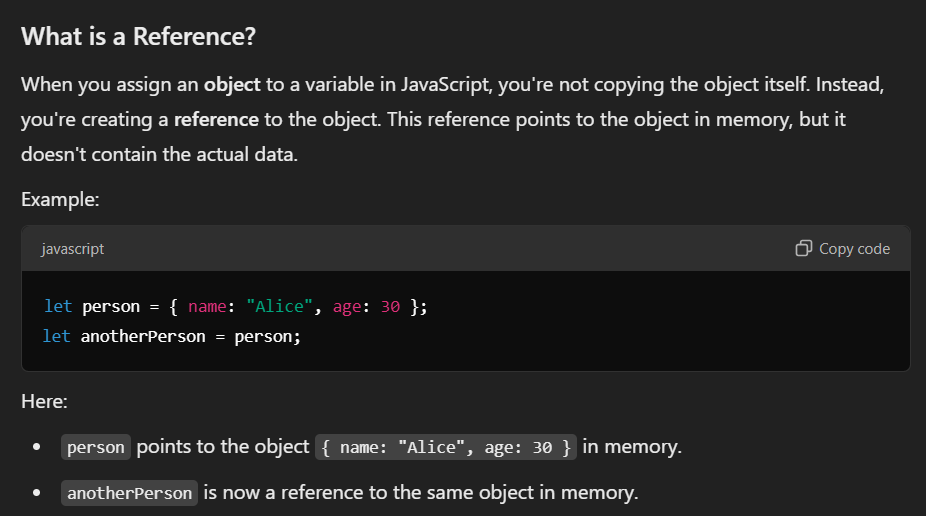 What is a Reference?
When you assign an object to a variable in JavaScript, you're not copying the object itself. Instead,
you're creating a reference to the object. This reference points to the object in memory, but it
doesn't contain the actual data.
Example:
javascript
Copy code
let person = { name: "Alice", age: 30 };
let anotherPerson = person;
Here:
• person points to the object { name: "Alice", age: 30 } in memory.
• anotherPerson is now a reference to the same object in memory.